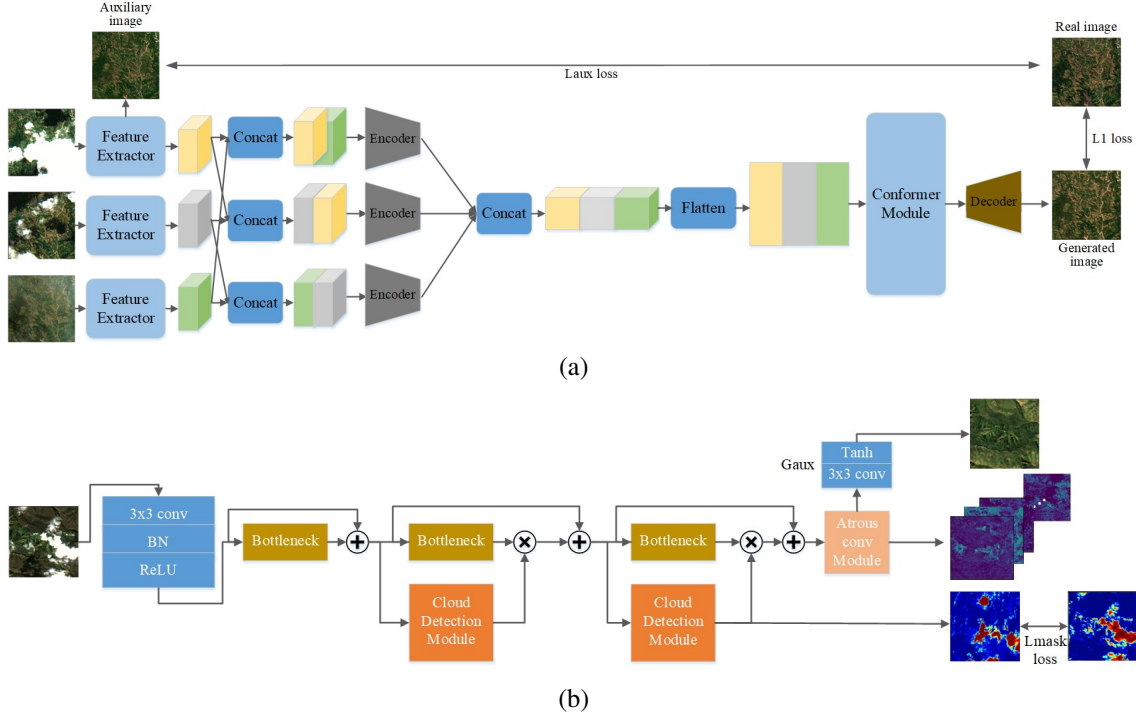 Auxiliary
image
Real image
Laux loss
Feature
Extractor
Concat
Encoder
L1 loss
Feature
Extractor
Concat
Encoder
Concat
Flatten
Conformer
Module
Decoder
Feature
Extractor
Concat
Encoder
Generated
image
(a)
Gaux
Tanh
3x3 conv
3x3 conv
BN
ReLU
Bottleneck
Bottleneck
Bottleneck
Atrous
conv
Module
Cloud
Detection
Module
Cloud
Detection
Module
Lmask
loss
(b)